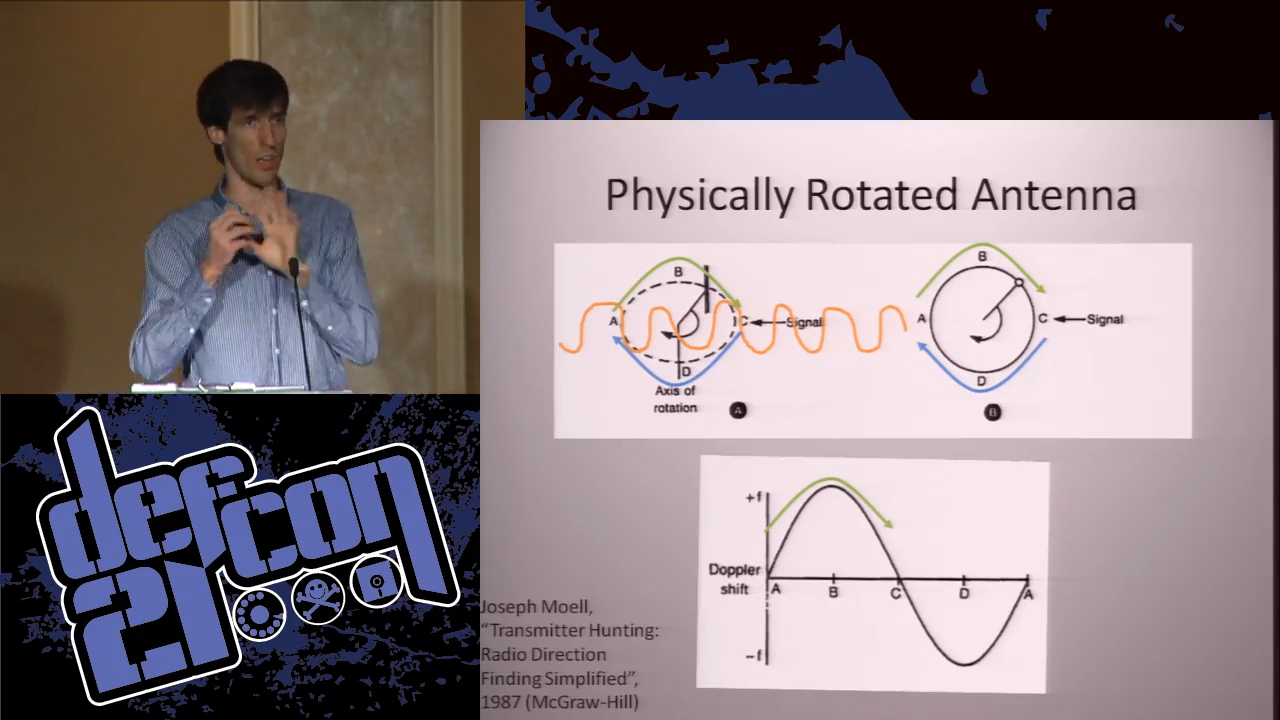 Physically Rotated Antenna
B
A
C
Signal
D
Axis of
rotation
A
B
A
C
Signal
D
B
+f
Doppler
shift
A
B
C
D
A
–f
Joseph Moell,
“Transmitter Hunting:
Radio Direction
Finding Simplified”,
1987 (McGraw-Hill)
defcon
21